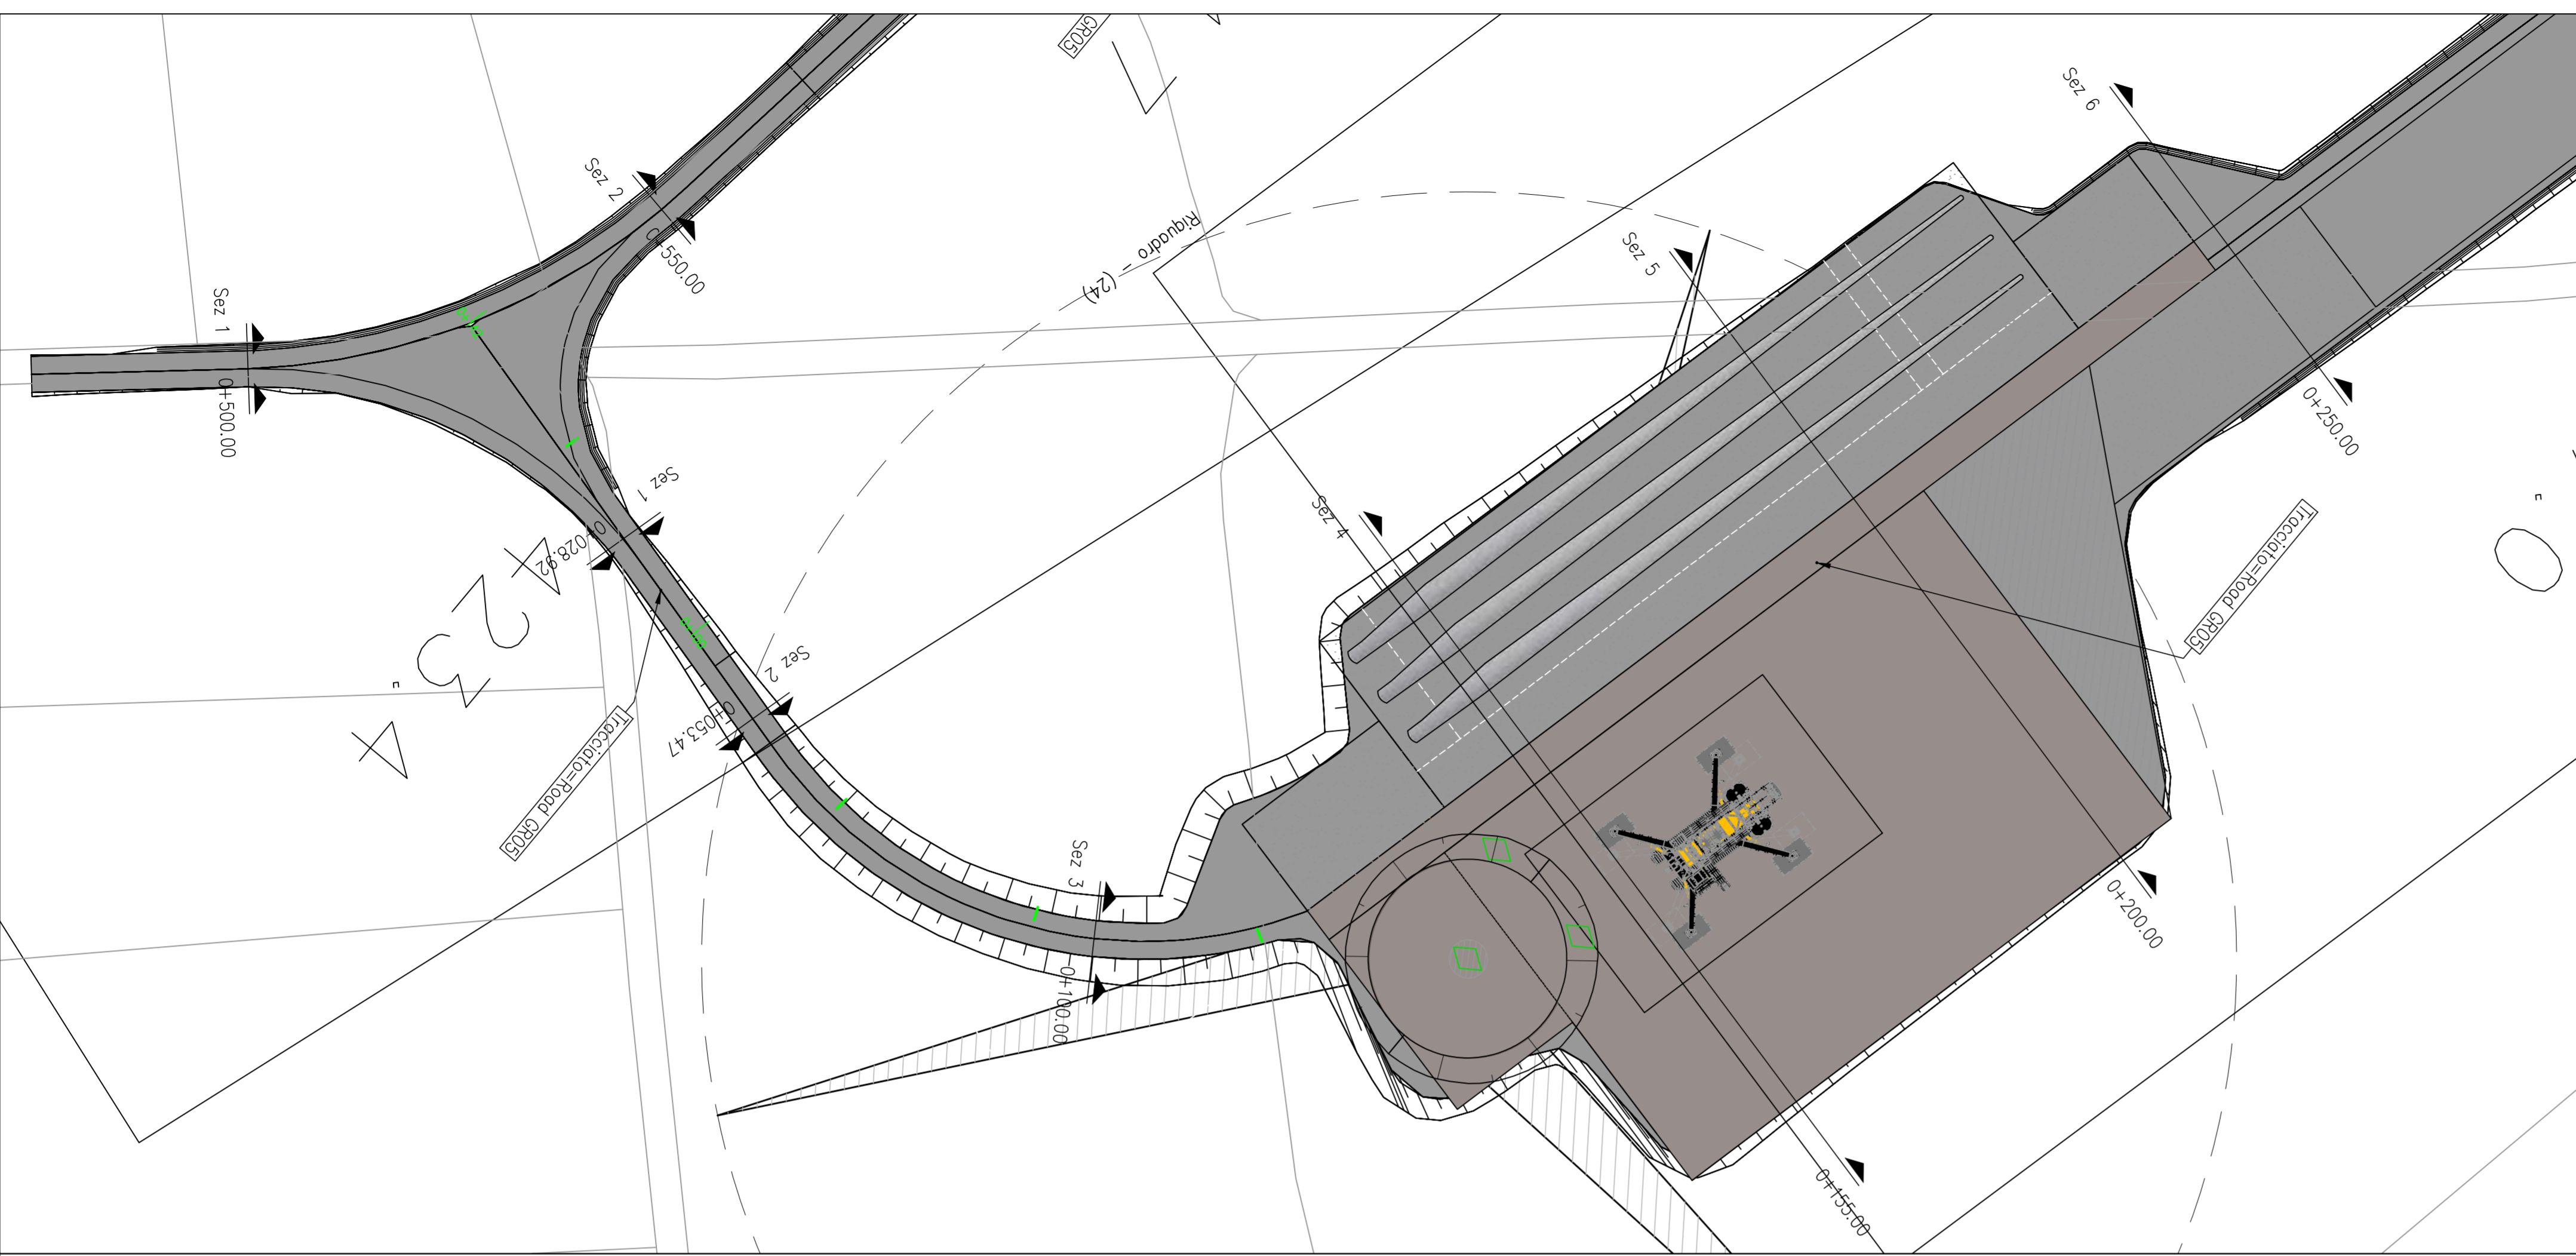 GR05
Sez 6
Sez 2
0+550.00
Riquadro - (24)
Sez 5
Sez 1
0+500.00
0+250.00
Sez 1
0+028.92
Sez 4
Tracciato=Road GR05
23
4
Sez 2
0+053.47
Tracciato=Road GR05
Sez 3
0+100.00
0+200.00
0+155.00